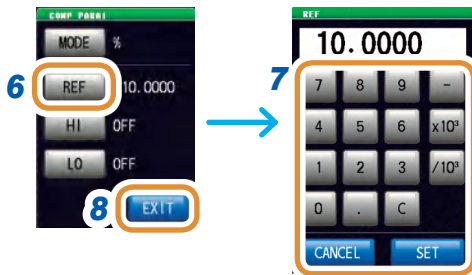 COMP PARA1
MODE %
6 REF 10.0000
HI OFF
LO OFF
8 EXIT
REF
10.0000
7
7 8 9 -
4 5 6 x10³
1 2 3 /10³
0 . C
CANCEL SET